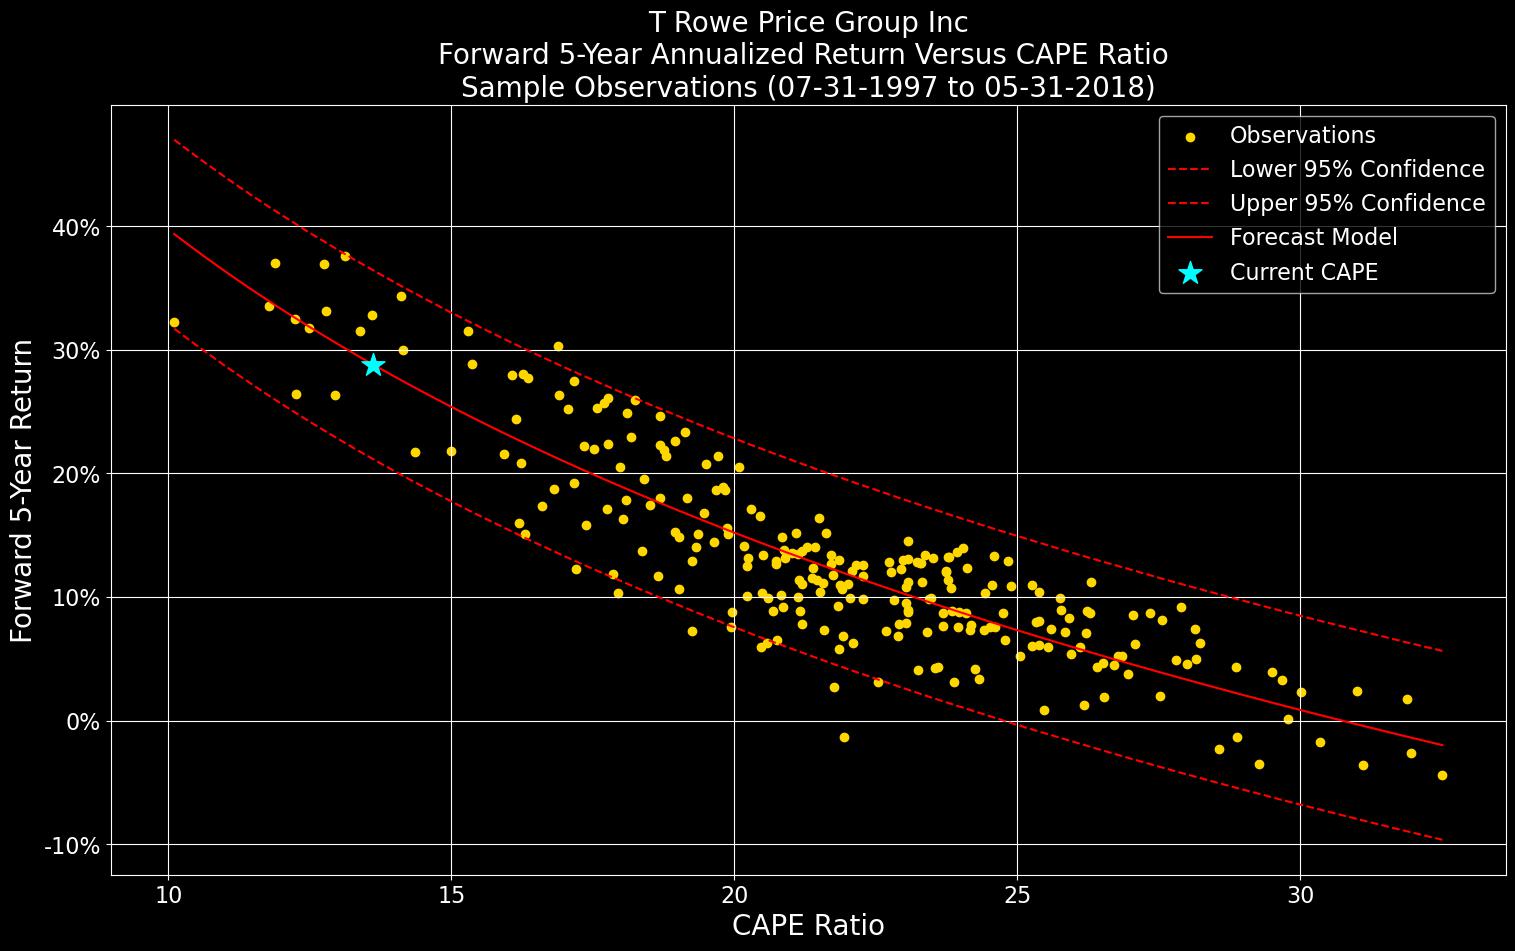 T Rowe Price Group Inc
Forward 5-Year Annualized Return Versus CAPE Ratio
Sample Observations (07-31-1997 to 05-31-2018)
Observations
Lower 95% Confidence
Upper 95% Confidence
Forecast Model
Current CAPE
Forward 5-Year Return
40%
30%
20%
10%
0%
-10%
10 15 20 25 30
CAPE Ratio